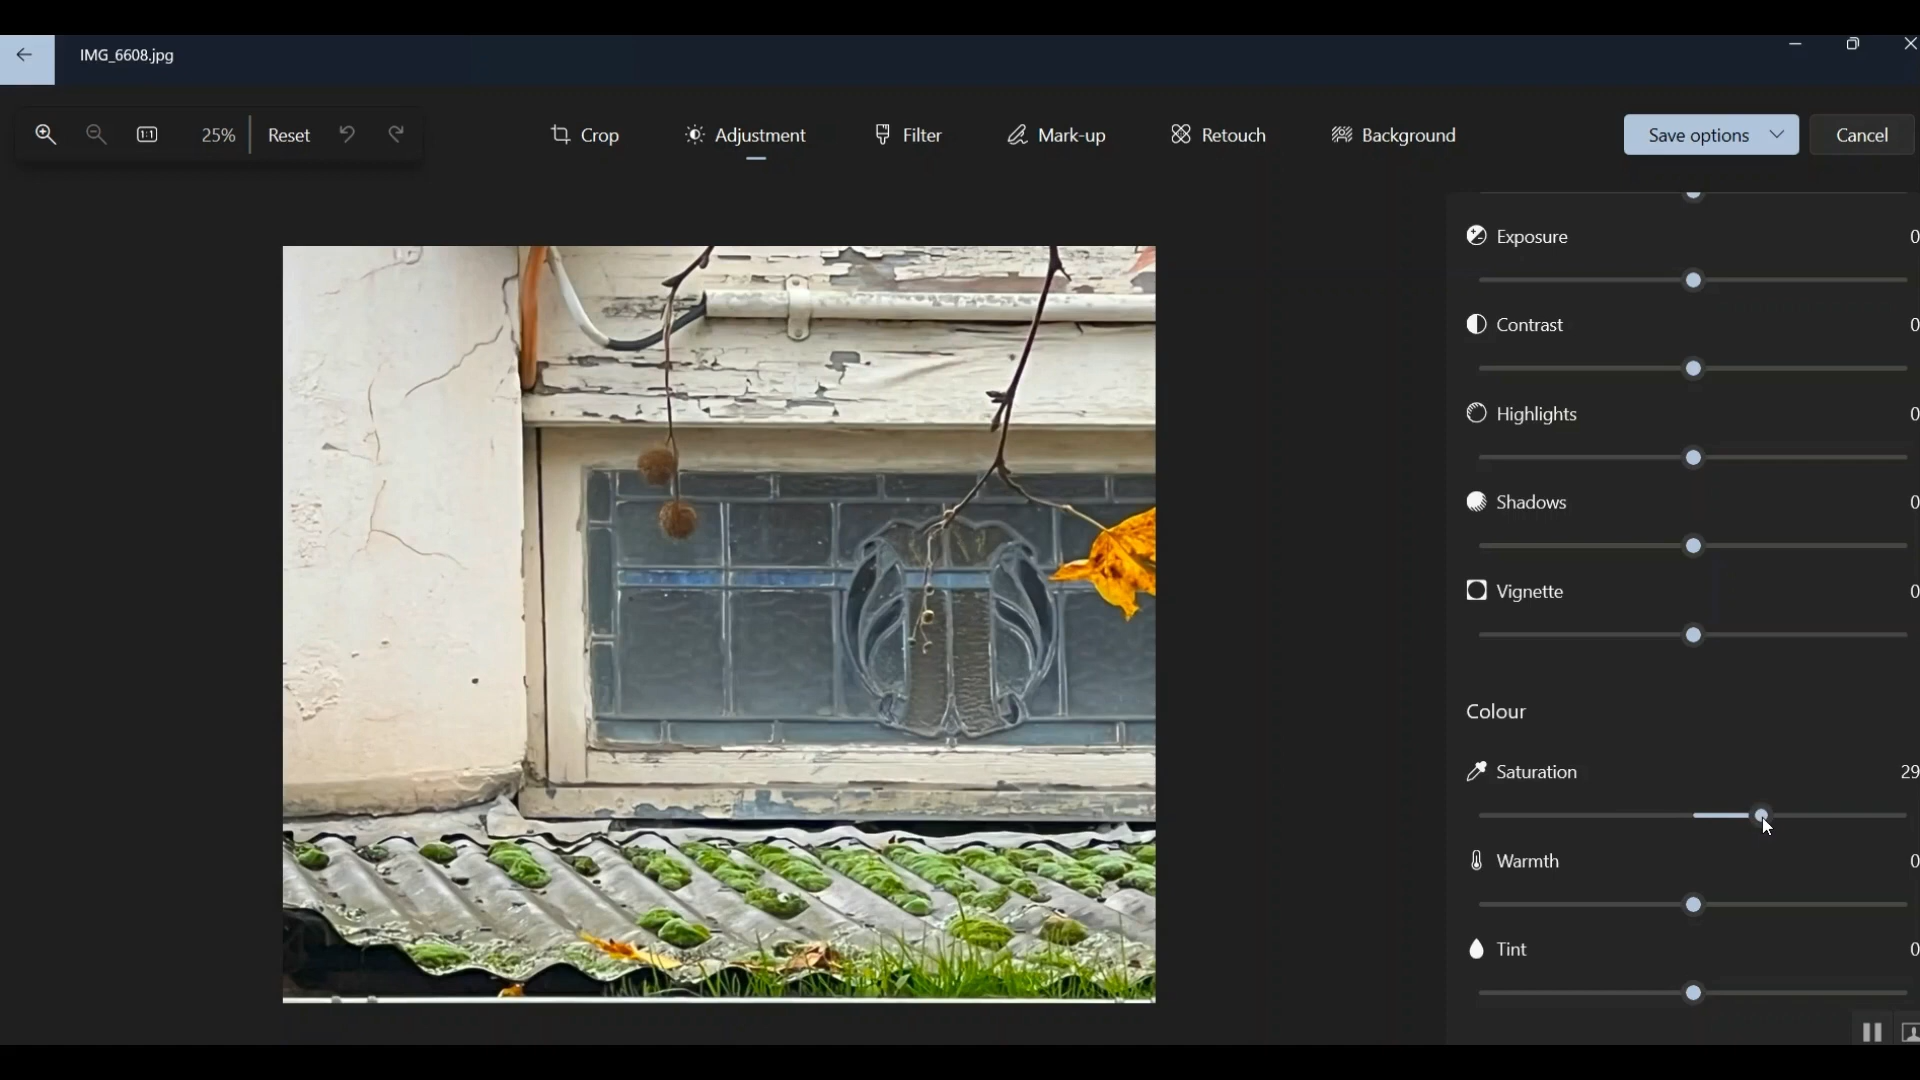 IMG_6608.jpg
25% Reset Crop Adjustment Filter Mark-up Retouch Background Save options Cancel
Exposure 0
Contrast 0
Highlights 0
Shadows 0
Vignette 0
Colour
Saturation 29
Warmth 0
Tint 0